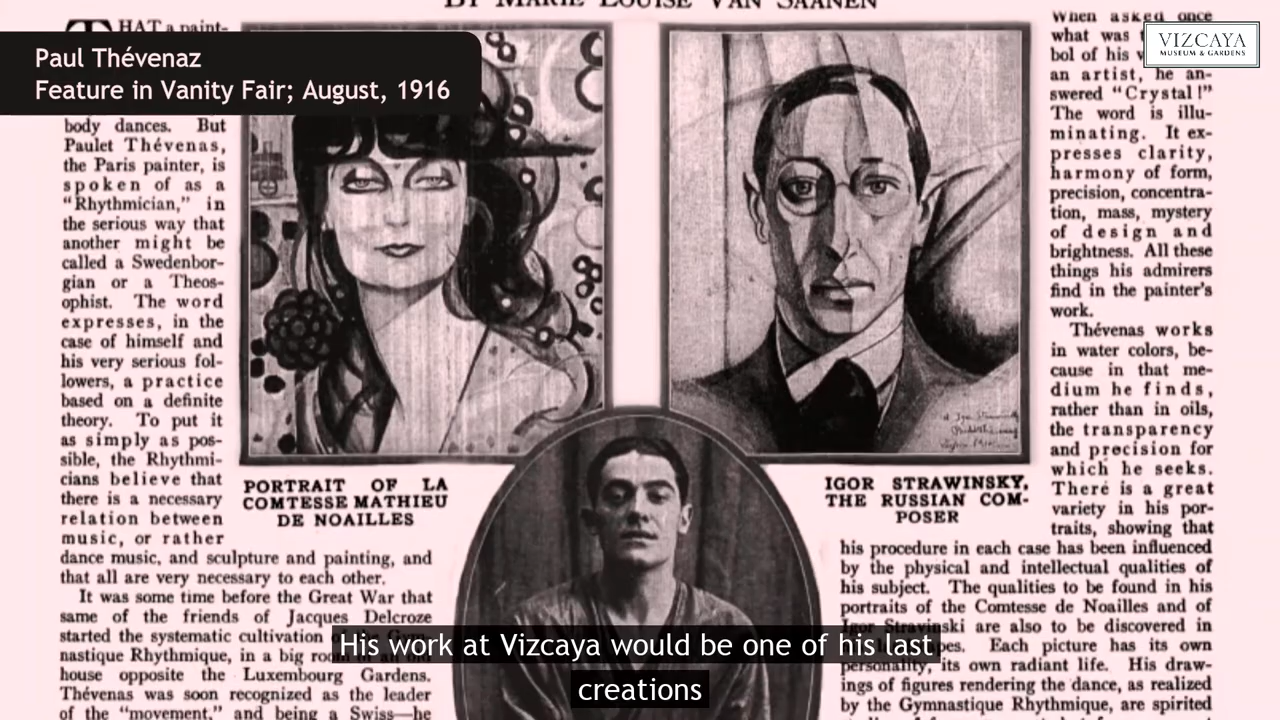 BY MARIE LOUISE VAN SAANEN
Paul Thévenaz
Feature in Vanity Fair; August, 1916
VIZCAYA
MUSEUM & GARDENS
THAT a paint-
body dances. But
Paulet Thévenas,
the Paris painter, is
spoken of as a
“Rhythmician,” in
the serious way that
another might be
called a Swedenbor-
gian or a Theos-
ophist. The word
expresses, in the
case of himself and
his very serious fol-
lowers, a practice
based on a definite
theory. To put it
as simply as pos-
sible, the Rhythmi-
cians believe that
there is a necessary
relation between
music, or rather
dance music, and sculpture and painting, and
that all are very necessary to each other.
It was some time before the Great War that
same of the friends of Jacques Delcroze
started the systematic cultivation
nastique Rhythmique, in a big
house opposite the Luxembourg Gardens.
Thévenas was soon recognized as the leader
of the “movement,” and being a Swiss—he
PORTRAIT OF LA
COMTESSE MATHIEU
DE NOAILLES
IGOR STRAWINSKY,
THE RUSSIAN COM-
POSER
When asked once
what was
bol of his
an artist, he an-
swered “Crystal!”
The word is illu-
minating. It ex-
presses clarity,
harmony of form,
precision, concentra-
tion, mass, mystery
of design and
brightness. All these
things his admirers
find in the painter's
work.
Thévenas works
in water colors, be-
cause in that me-
dium he finds,
rather than in oils,
the transparency
and precision for
which he seeks.
There is a great
variety in his por-
traits, showing that
his procedure in each case has been influenced
by the physical and intellectual qualities of
his subject. The qualities to be found in his
portraits of the Comtesse de Noailles and of
Igor Stravinski are also to be discovered in
Each picture has its own
personality, its own radiant life. His draw-
ings of figures rendering the dance, as realized
by the Gymnastique Rhythmique, are spirited
His work at Vizcaya would be one of his last
creations